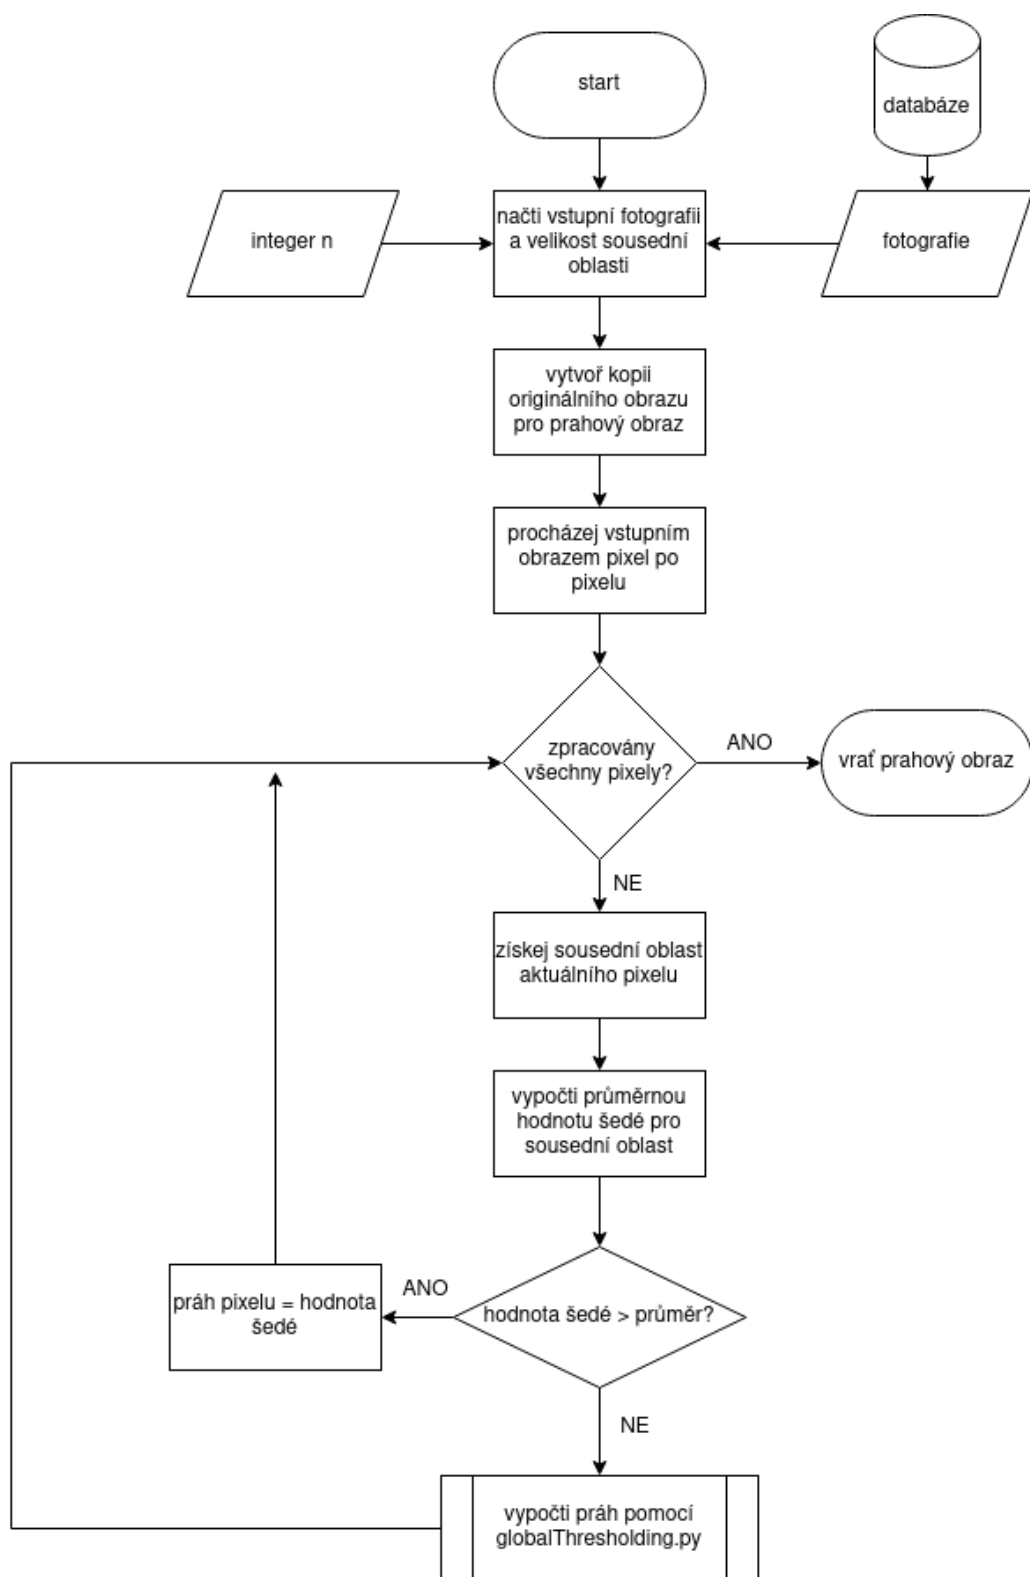 start
databáze
integer n
načti vstupní fotografii
a velikost sousední
oblasti
fotografie
vytvoř kopii
originálního obrazu
pro prahový obraz
procházej vstupním
obrazem pixel po
pixelu
zpracovány
všechny pixely?
ANO
vrať prahový obraz
NE
získej sousední oblast
aktuálního pixelu
vypočti průměrnou
hodnotu šedé pro
sousední oblast
hodnota šedé > průměr?
ANO
práh pixelu = hodnota
šedé
NE
vypočti práh pomocí
globalThresholding.py